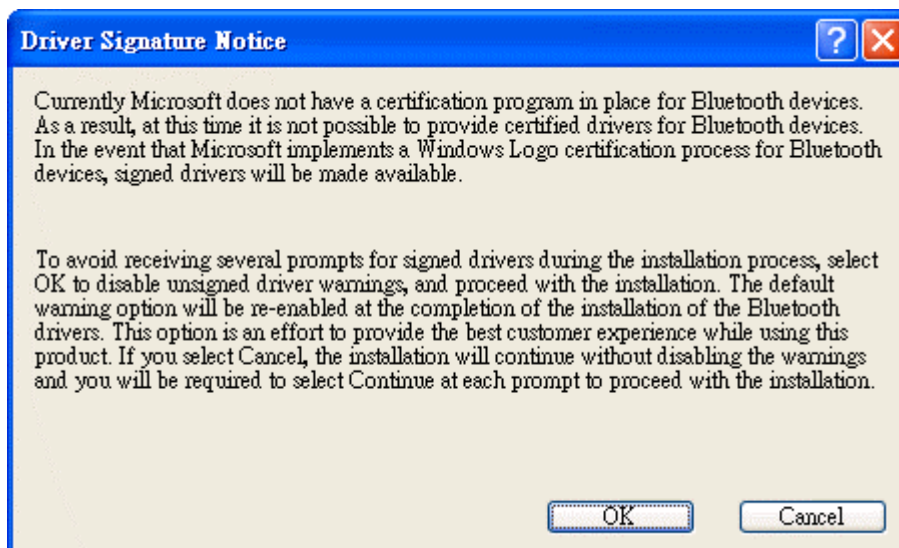 Driver Signature Notice
Currently Microsoft does not have a certification program in place for Bluetooth devices.
As a result, at this time it is not possible to provide certified drivers for Bluetooth devices.
In the event that Microsoft implements a Windows Logo certification process for Bluetooth
devices, signed drivers will be made available.
To avoid receiving several prompts for signed drivers during the installation process, select
OK to disable unsigned driver warnings, and proceed with the installation. The default
warning option will be re-enabled at the completion of the installation of the Bluetooth
drivers. This option is an effort to provide the best customer experience while using this
product. If you select Cancel, the installation will continue without disabling the warnings
and you will be required to select Continue at each prompt to proceed with the installation.
OK
Cancel